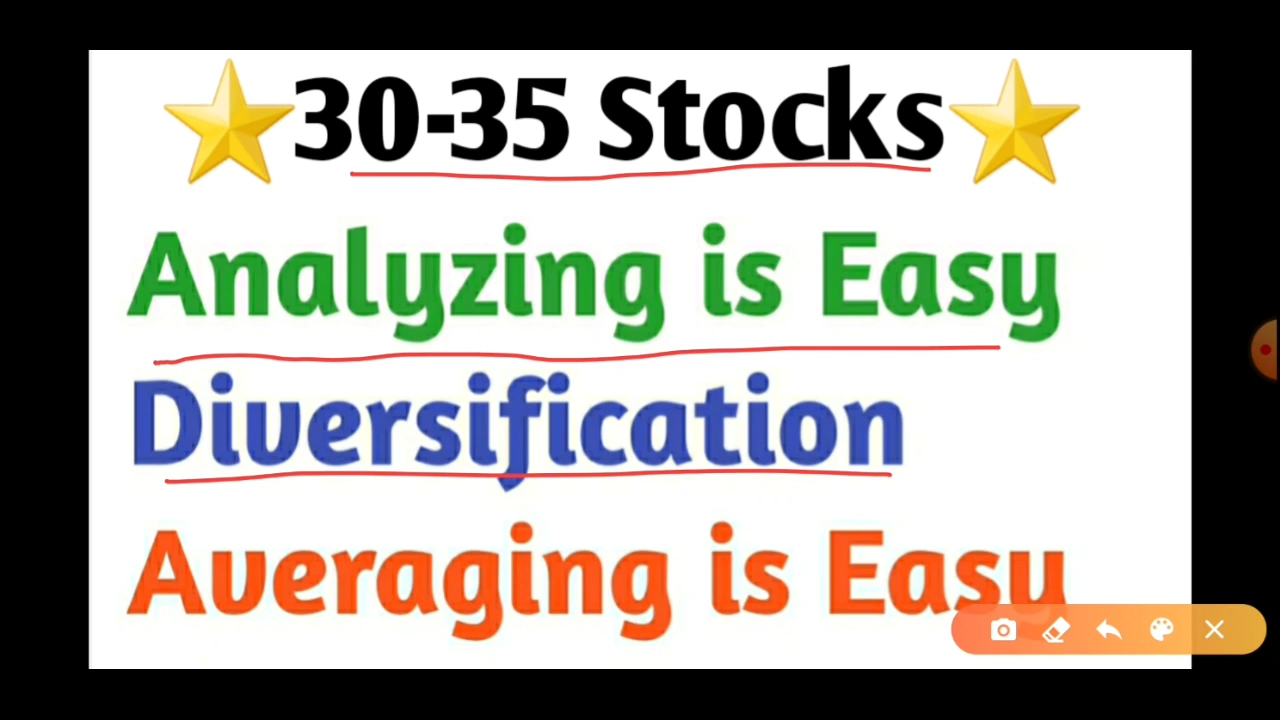 30-35 Stocks
Analyzing is Easy
Diversification
Averaging is Easy